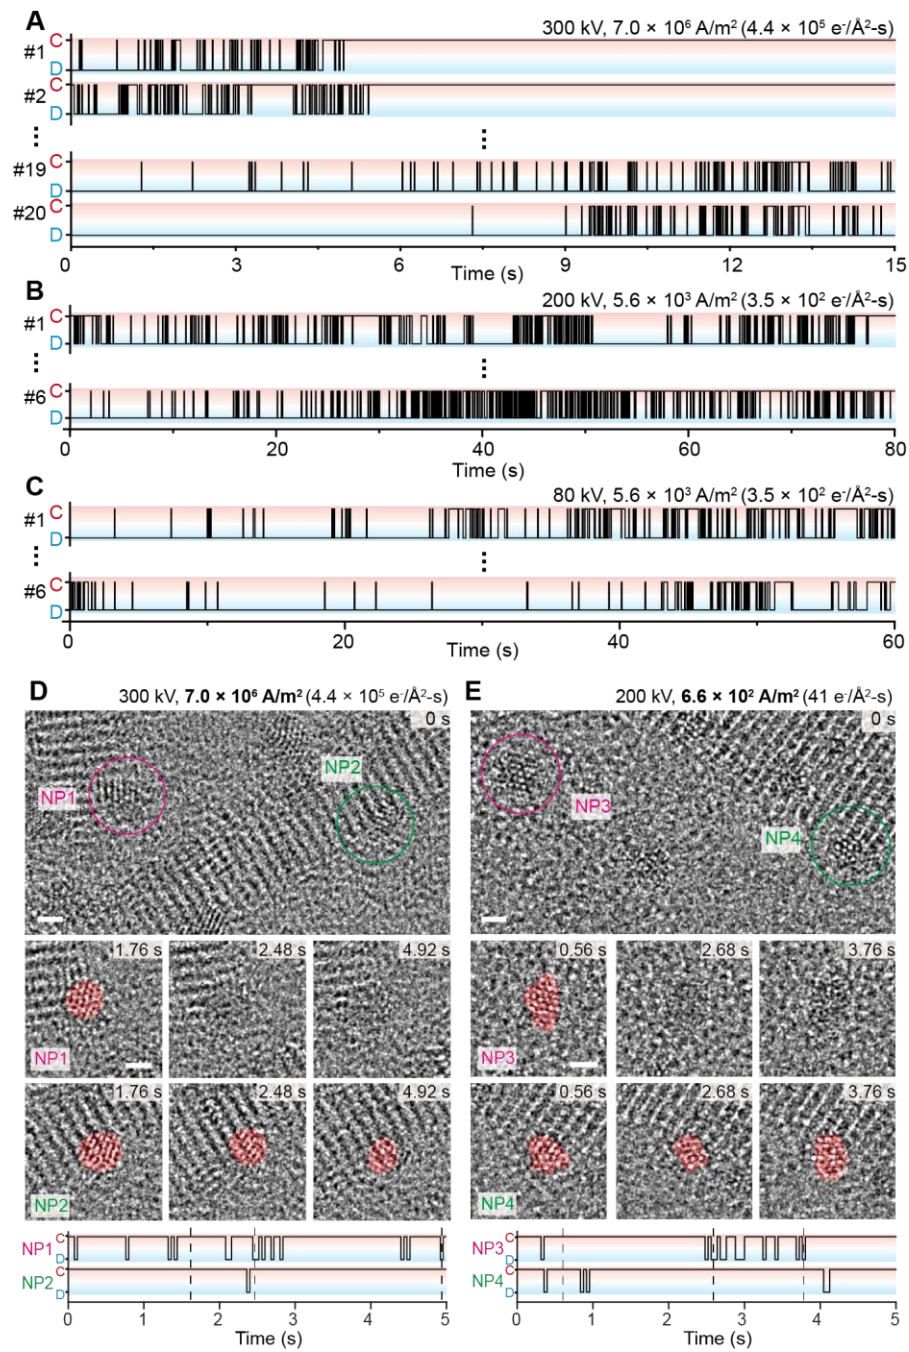 A
300 kV, 7.0 × 10⁶ A/m² (4.4 × 10⁵ e⁻/Å²-s)
#1 C
D
#2 C
D
⋮ ⋮
#19 C
D
#20 C
D
0 3 6 9 12 15
Time (s)
B
200 kV, 5.6 × 10³ A/m² (3.5 × 10² e⁻/Å²-s)
#1 C
D
⋮ ⋮
#6 C
D
0 20 40 60 80
Time (s)
C
80 kV, 5.6 × 10³ A/m² (3.5 × 10² e⁻/Å²-s)
#1 C
D
⋮ ⋮
#6 C
D
0 20 40 60
Time (s)
D
300 kV, 7.0 × 10⁶ A/m² (4.4 × 10⁵ e⁻/Å²-s)
0 s
NP1
NP2
1.76 s 2.48 s 4.92 s
NP1
1.76 s 2.48 s 4.92 s
NP2
NP1 C
D
NP2 C
D
0 1 2 3 4 5
Time (s)
E
200 kV, 6.6 × 10² A/m² (41 e⁻/Å²-s)
0 s
NP3
NP4
0.56 s 2.68 s 3.76 s
NP3
0.56 s 2.68 s 3.76 s
NP4
NP3 C
D
NP4 C
D
0 1 2 3 4 5
Time (s)